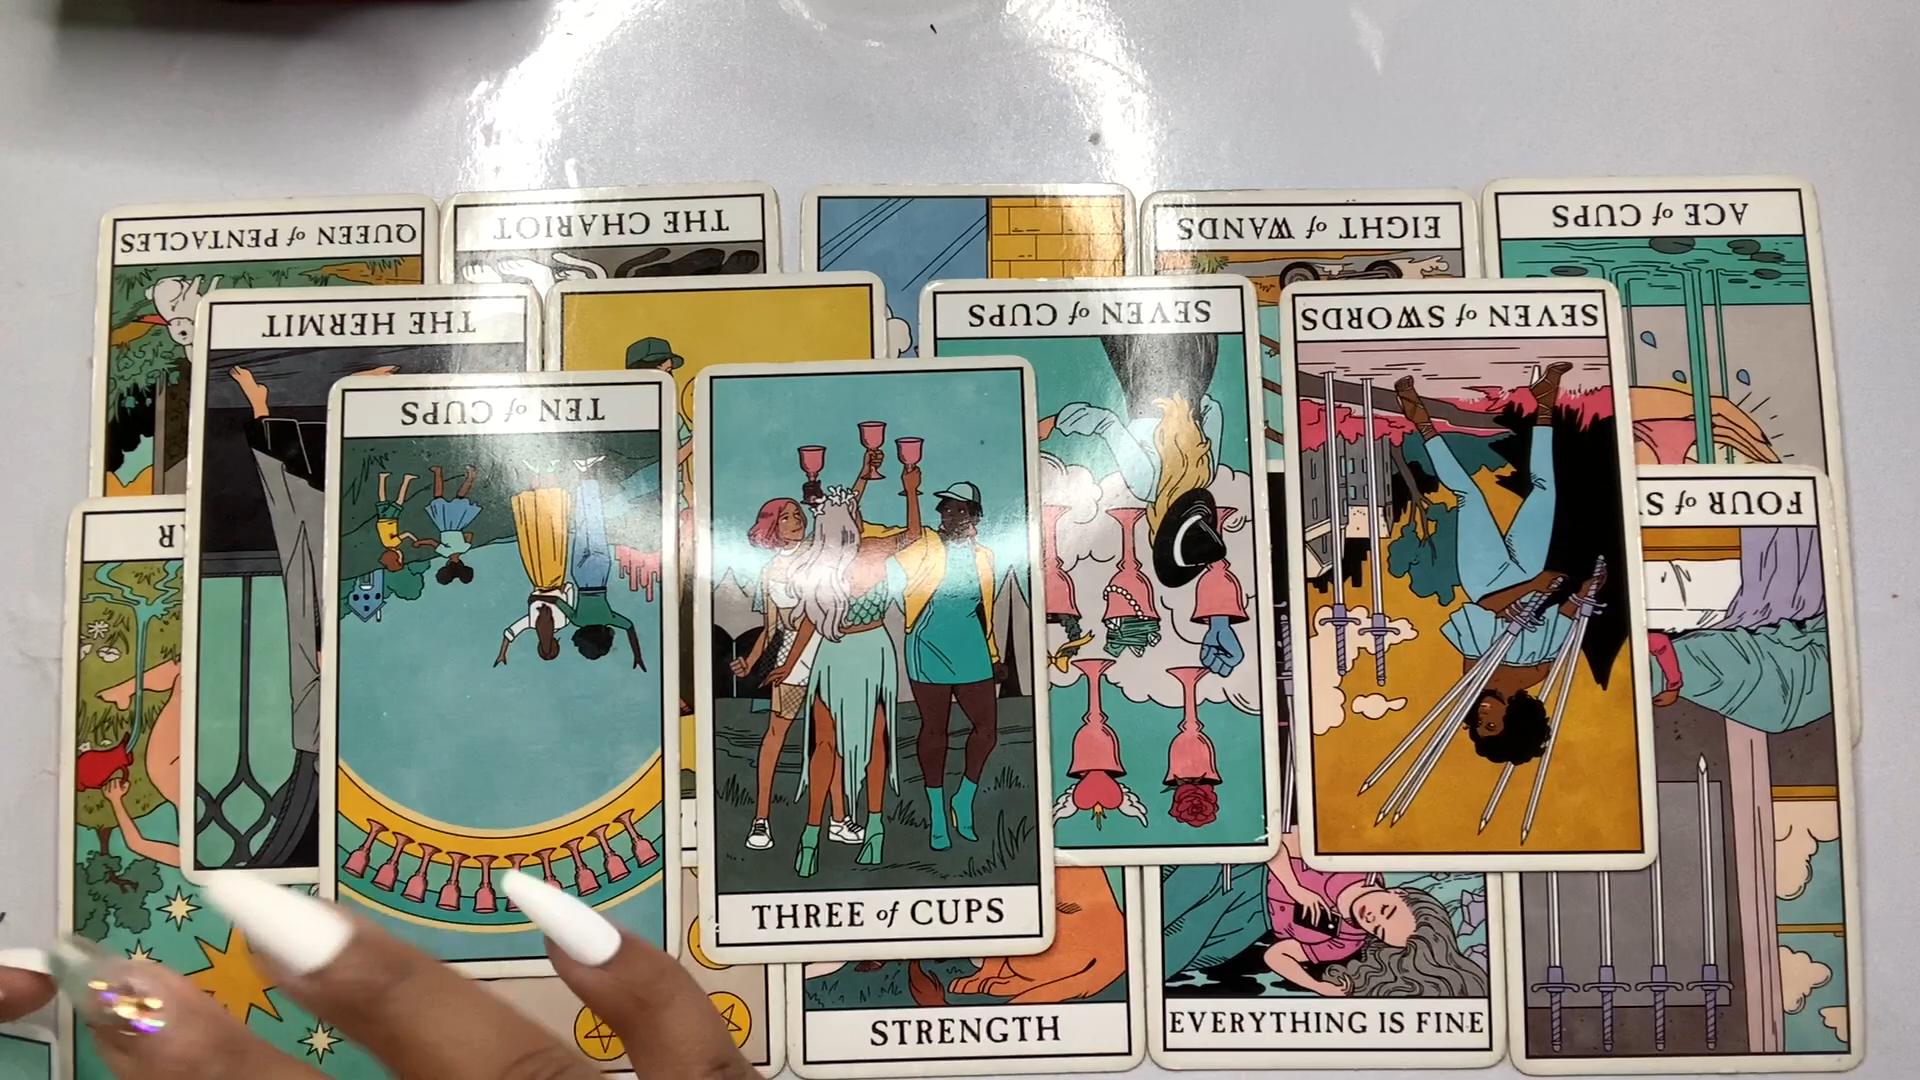 QUEEN of PENTACLES
THE CHARIOT
EIGHT of WANDS
ACE of CUPS
THE HERMIT
SEVEN of CUPS
SEVEN of SWORDS
TEN of CUPS
FOUR of S
AR
THREE of CUPS
STRENGTH
EVERYTHING IS FINE